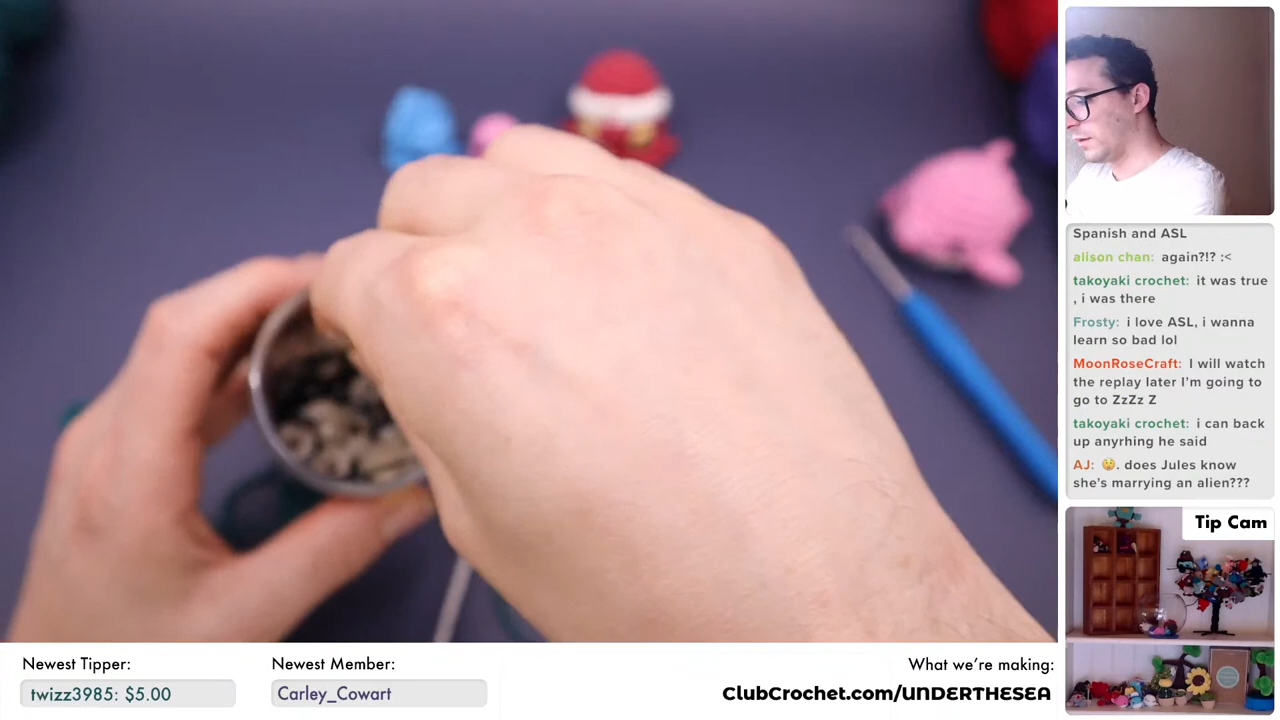 Spanish and ASL
alison chan: again?!? :<
takoyaki crochet: it was true
, i was there
Frosty: i love ASL, i wanna
learn so bad lol
MoonRoseCraft: I will watch
the replay later I'm going to
go to ZzZz Z
takoyaki crochet: i can back
up anyrhing he said
AJ: 😲. does Jules know
she's marrying an alien???
Tip Cam
Newest Tipper:
twizz3985: $5.00
Newest Member:
Carley_Cowart
What we're making:
ClubCrochet.com/UNDERTHESEA